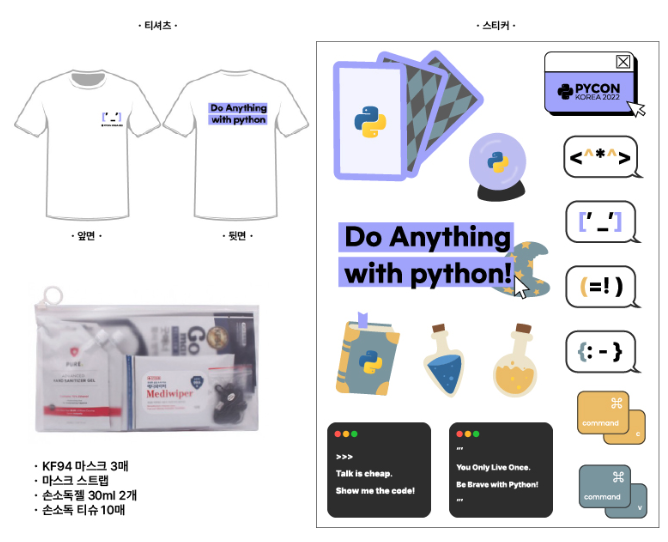 · 티셔츠 ·
['_']
Do Anything
with python
· 앞면 ·
· 뒷면 ·
PURE
HAND SANITIZER GEL
Go
Mediwiper
· KF94 마스크 3매
· 마스크 스트랩
· 손소독젤 30ml 2개
· 손소독 티슈 10매
· 스티커 ·
PYCON
KOREA 2022
<^*^>
['_']
(=!)
{:-}
Do Anything
with python!
>>>
Talk is cheap.
Show me the code!
"'
You Only Live Once.
Be Brave with Python!
"'
⌘
command
c
⌘
command
v